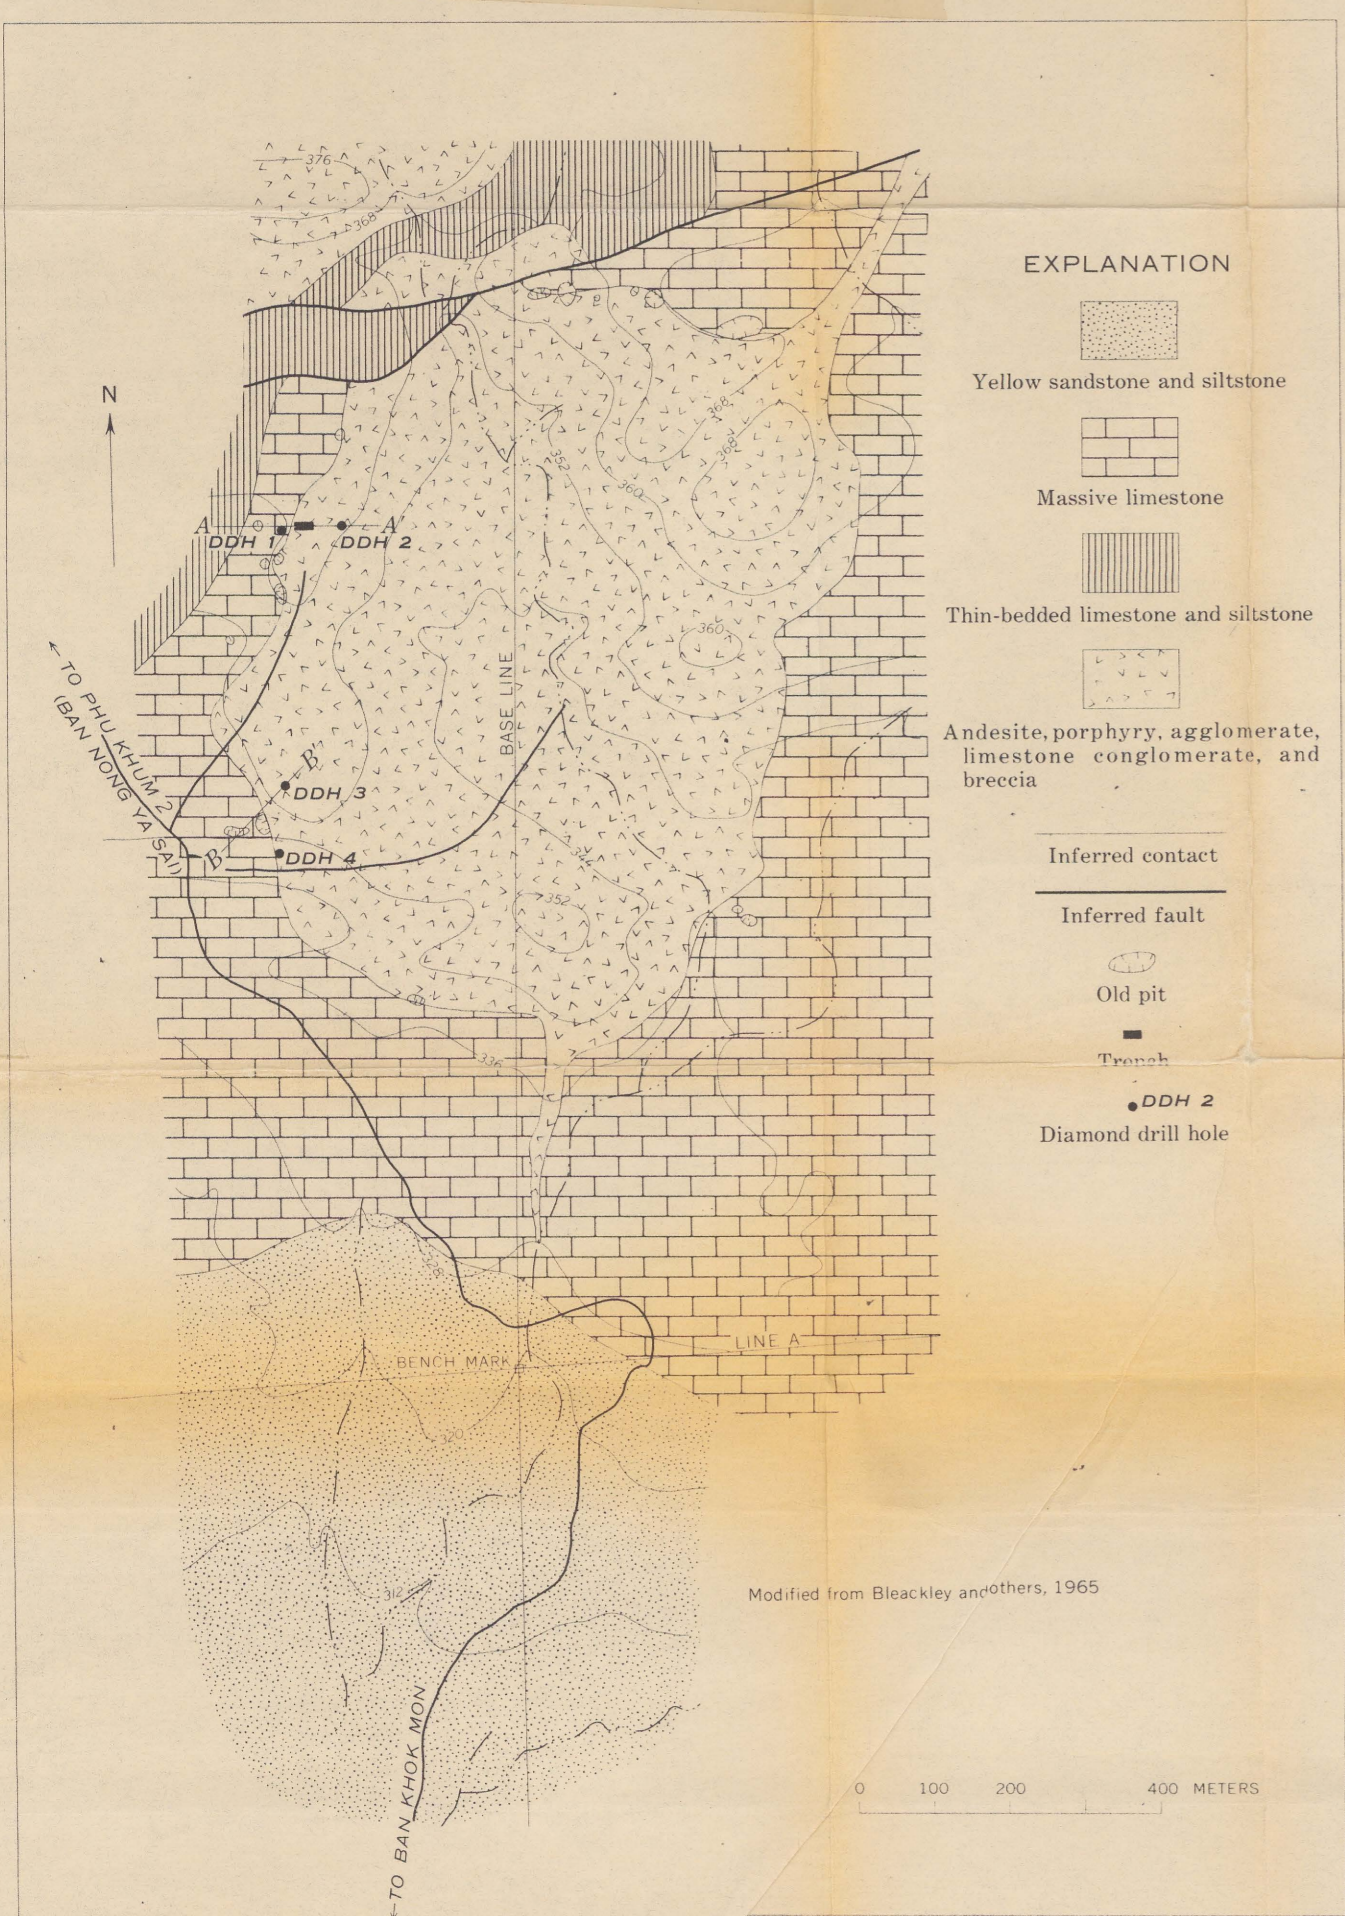 376
368
N
368
368
352
360
A
A'
DDH 1
DDH 2
360
BASE LINE
← TO PHU KHUM 2
(BAN NONG YA SAI)
B'
DDH 3
B
DDH 4
344
352
336
328
BENCH MARK
LINE A
320
312
←TO BAN KHOK MON
EXPLANATION
Yellow sandstone and siltstone
Massive limestone
Thin-bedded limestone and siltstone
Andesite, porphyry, agglomerate,
limestone conglomerate, and
breccia
Inferred contact
Inferred fault
Old pit
Trench
DDH 2
Diamond drill hole
Modified from Bleackley and others, 1965
0 100 200 400 METERS